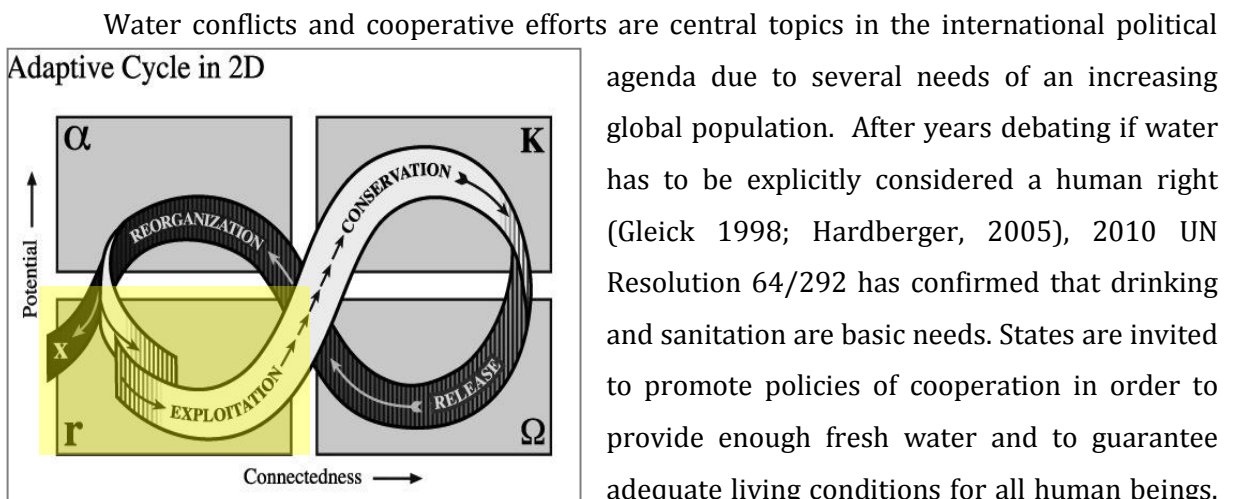 Water conflicts and cooperative efforts are central topics in the international political
Adaptive Cycle in 2D
α
K
REORGANIZATION
CONSERVATION
Potential
x
r
EXPLOITATION
RELEASE
Ω
Connectedness
agenda due to several needs of an increasing
global population. After years debating if water
has to be explicitly considered a human right
(Gleick 1998; Hardberger, 2005), 2010 UN
Resolution 64/292 has confirmed that drinking
and sanitation are basic needs. States are invited
to promote policies of cooperation in order to
provide enough fresh water and to guarantee
adequate living conditions for all human beings.